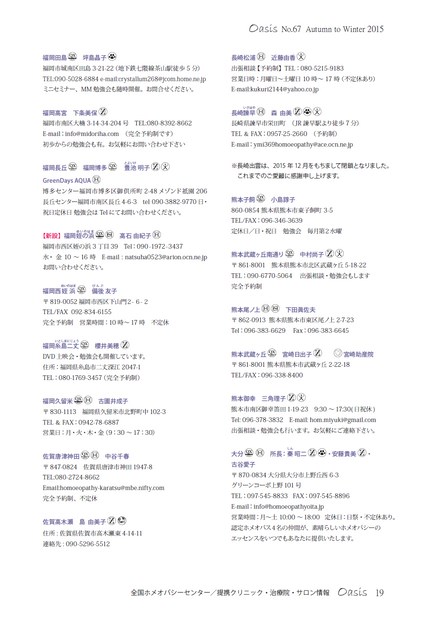 Oasis No.67 Autumn to Winter 2015
福岡田島 坪島晶子
福岡市城南区田島 3-21-22（地下鉄七隈線茶山駅徒歩 5 分）
TEL:090-5028-6884 e-mail:crystallum268@jcom.home.ne.jp
ミニセミナー、MM 勉強会も随時開催。お問合せください。
福岡高宮 下条美保
福岡市南区大楠 3-14-34-204 号 TEL:080-8392-8662
E-mail : info@midoriha.com （完全予約制です）
初歩からの勉強会も有。お気軽にお問い合わせ下さい
福岡長丘 福岡博多 豊池 明子
GreenDays AQUA
博多センター福岡市博多区御供所町 2-48 メゾンド祇園 206
長丘センター福岡市南区長丘 4-6-3 tel 090-3882-9770 日・
祝日定休日 勉強会は Tel にてお問い合わせください。
【新設】福岡姪の浜 高石 由紀子
福岡市西区姪の浜 3 丁目 39 Tel : 090-1972-3437
水・ 金 10 ～ 16 時 E-mail : natsuha0523@arion.ocn.ne.jp
お問い合わせください。
福岡西姪浜 備後 友子
〒 819-0052 福岡市西区下山門 2- 6 - 2
TEL/FAX 092-834-6155
完全予約制 営業時間：10 時～ 17 時 不定休
福岡糸島二丈 櫻井美穂
DVD 上映会・勉強会も開催しています。
住所：福岡県糸島市二丈深江 2047-1
TEL : 080-1769-3457 (完全予約制）
福岡久留米 古園井成子
〒 830-1113 福岡県久留米市北野町中 102-3
TEL & FAX : 0942-78-6887
営業日：月・火・木・金（9：30 ～ 17：30）
佐賀唐津神田 中谷千春
〒 847-0824 佐賀県唐津市神田 1947-8
TEL:080-2724-8662
Email:homoeopathy-karatsu@mbe.nifty.com
完全予約制、不定休
佐賀高木瀬 島 由美子
住所：佐賀県佐賀市高木瀬東 4-14-11
連絡先：090-5296-5512
長崎松浦 近藤由香
出張相談【予約制】TEL：080-5215-9183
営業日時：月曜日～土曜日 10 時～ 17 時（不定休あり）
E-mail:kukuri2144@yahoo.co.jp
長崎諫早 森 由美
長崎県諫早市栄田町 （JR 諫早駅より徒歩 7 分）
TEL & FAX：0957-25-2660 （予約制）
E-mail：ymi369homoeopathy@ace.ocn.ne.jp
※長崎出雲は、2015 年 12 月をもちまして閉鎖となりました。
これまでのご愛顧に感謝申し上げます。
熊本子飼 小島諒子
860-0854 熊本県熊本市東子飼町 3-5
TEL/FAX：096-346-3639
定休日／日・祝日 勉強会 毎月第 2 水曜
熊本武蔵ヶ丘南通り 中村尚子
〒 861-8001 熊本県熊本市北区武蔵ヶ丘 5-18-22
TEL：090-6770-5064 出張相談・勉強会もします
完全予約制
熊本尾ノ上 下田眞佐夫
〒 862-0913 熊本県熊本市東区尾ノ上 2-7-23
Tel : 096-383-6629 Fax : 096-383-6645
熊本武蔵ヶ丘 宮崎日出子 宮崎助産院
〒 861-8001 熊本県熊本市武蔵ヶ丘 2-22-18
TEL/FAX：096-338-8400
熊本御幸 三角理子
熊本市南区御幸笛田 1-19-23 9:30 ～ 17:30(日祝休)
Tel: 096-378-3832 E-mail: hom.miyuki@gmail.com
出張相談・勉強会も行います。お気軽にご連絡下さい。
大分 所長：秦 昭二 ・安藤貴美 ・
古谷愛子
〒 870-0834 大分県大分市上野丘西 6-3
グリーンコーポ上野 101 号
TEL：097-545-8833 FAX：097-545-8896
E-mail：info@homoeopathyoita.jp
営業時間：月～土 10:00 ～ 18:00 定休日：日祭・不定休あり。
認定ホメオパス 4 名の仲間が、素晴らしいホメオパシーの
エッセンスをいつでもあなたに提供いたします。
全国ホメオパシーセンター／提携クリニック・治療院・サロン情報 Oasis 19